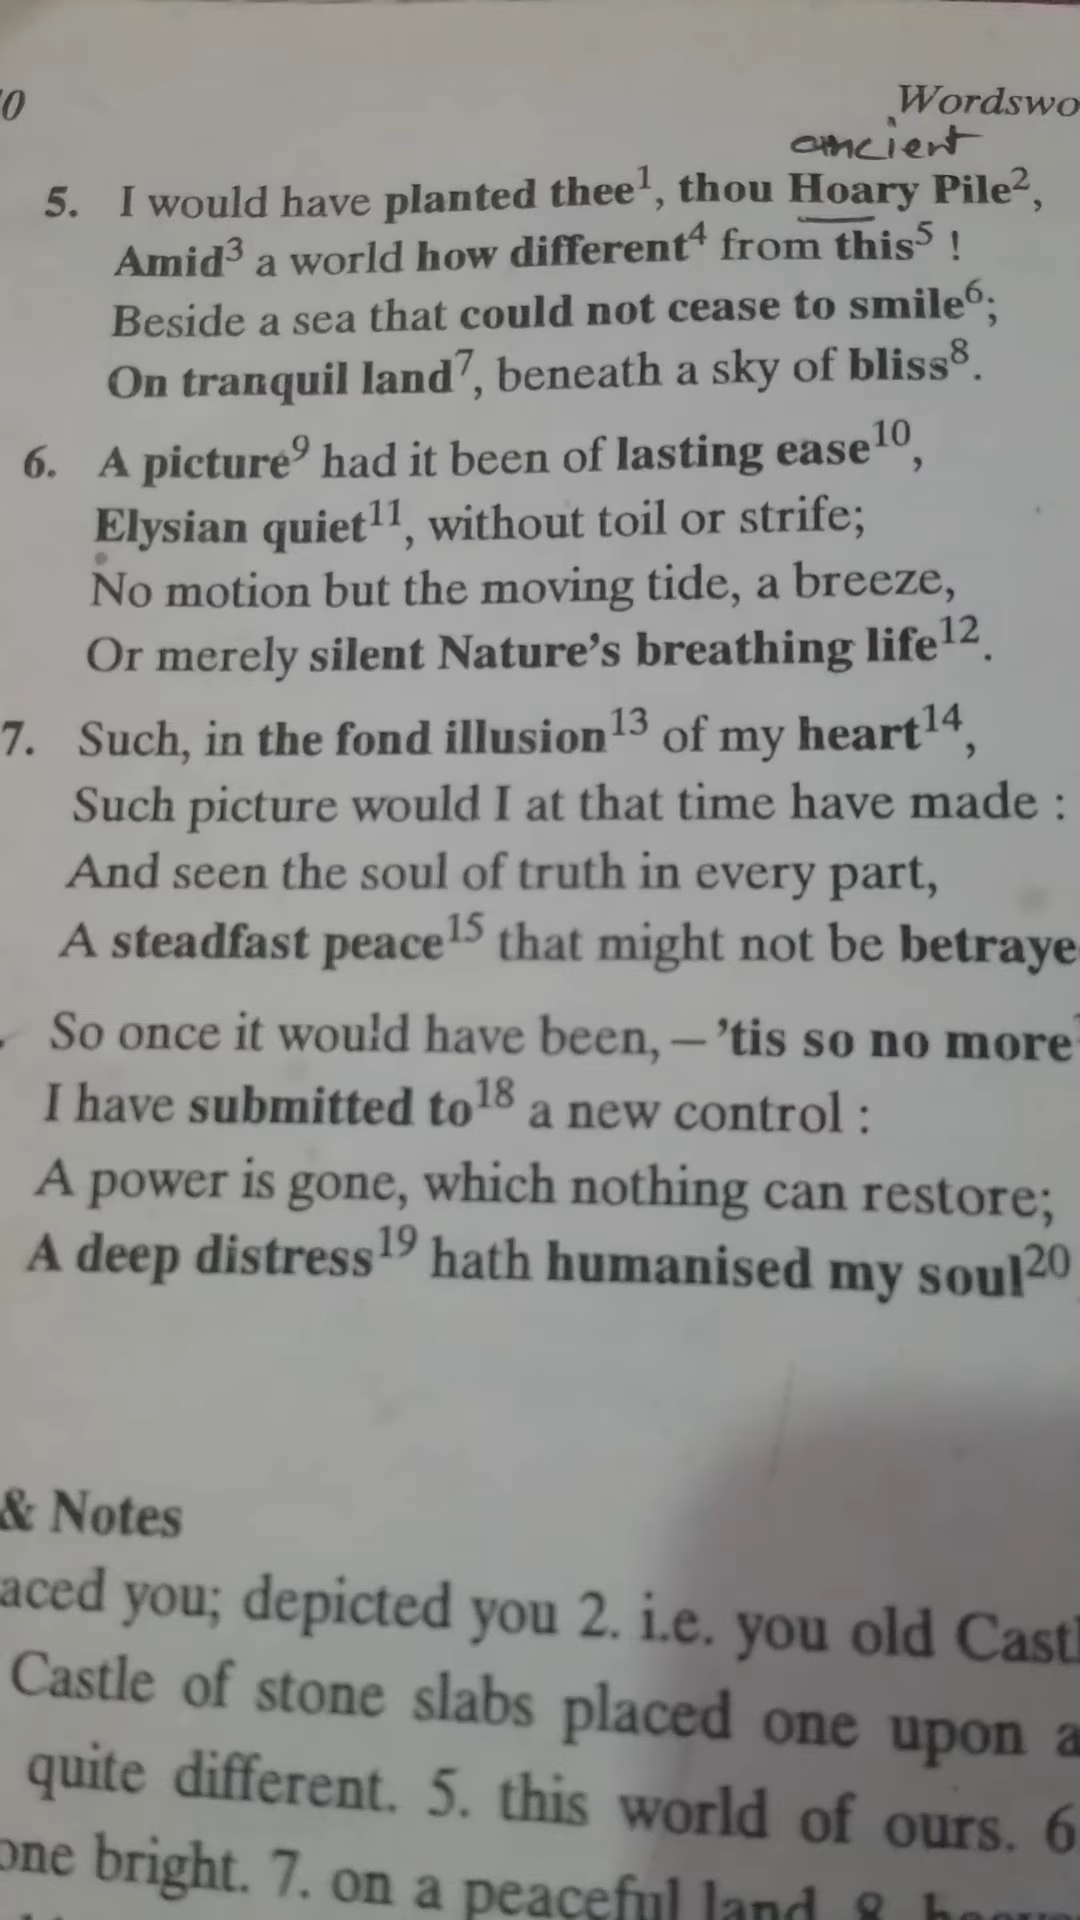 0
Wordswo
ancient
5. I would have planted thee¹, thou Hoary Pile²,
Amid³ a world how different⁴ from this⁵ !
Beside a sea that could not cease to smile⁶;
On tranquil land⁷, beneath a sky of bliss⁸.
6. A picture⁹ had it been of lasting ease¹⁰,
Elysian quiet¹¹, without toil or strife;
No motion but the moving tide, a breeze,
Or merely silent Nature's breathing life¹².
7. Such, in the fond illusion¹³ of my heart¹⁴,
Such picture would I at that time have made :
And seen the soul of truth in every part,
A steadfast peace¹⁵ that might not be betraye
So once it would have been, – 'tis so no more
I have submitted to¹⁸ a new control :
A power is gone, which nothing can restore;
A deep distress¹⁹ hath humanised my soul²⁰
& Notes
aced you; depicted you 2. i.e. you old Castl
Castle of stone slabs placed one upon a
quite different. 5. this world of ours. 6
one bright. 7. on a peaceful land 8